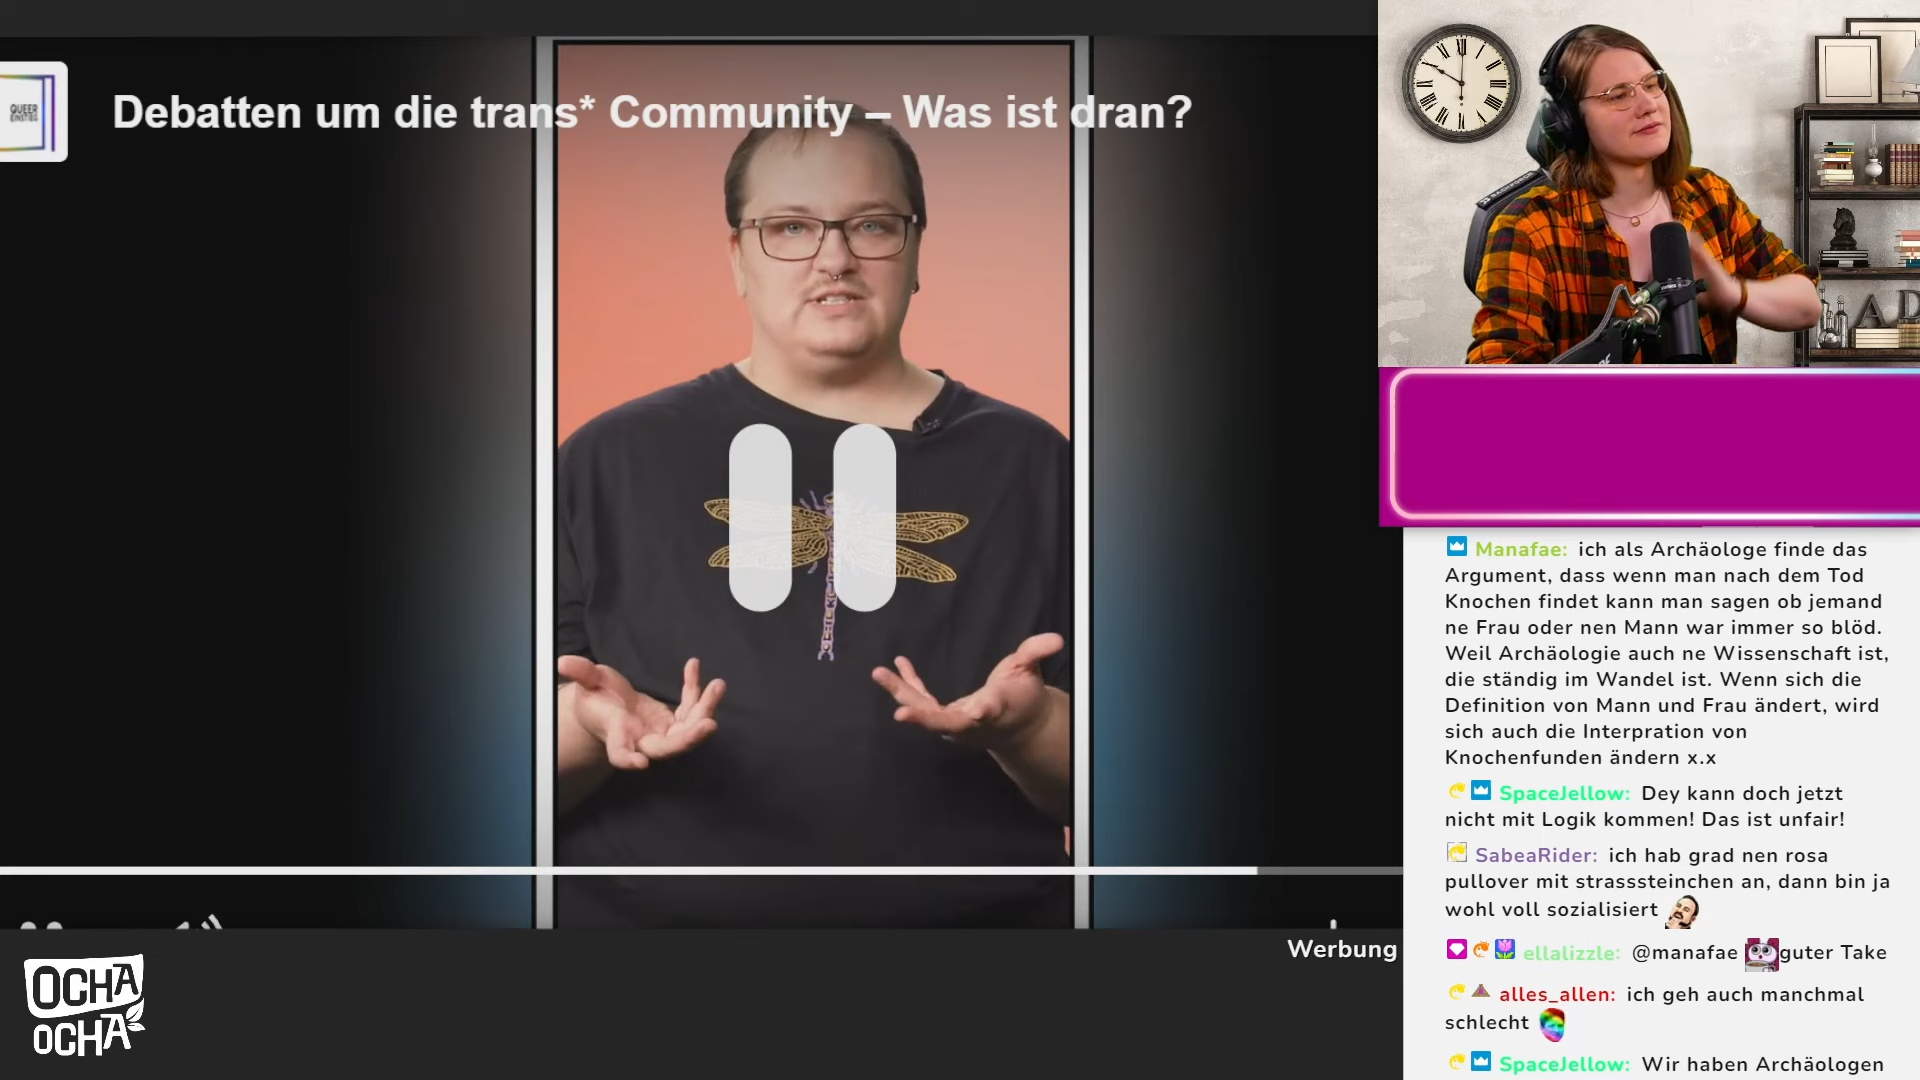 QUEER
EINSTIEG
Debatten um die trans* Community – Was ist dran?
Manafae: ich als Archäologe finde das
Argument, dass wenn man nach dem Tod
Knochen findet kann man sagen ob jemand
ne Frau oder nen Mann war immer so blöd.
Weil Archäologie auch ne Wissenschaft ist,
die ständig im Wandel ist. Wenn sich die
Definition von Mann und Frau ändert, wird
sich auch die Interpration von
Knochenfunden ändern x.x
SpaceJellow: Dey kann doch jetzt
nicht mit Logik kommen! Das ist unfair!
SabeaRider: ich hab grad nen rosa
pullover mit strasssteinchen an, dann bin ja
wohl voll sozialisiert
ellalizzle: @manafae guter Take
alles_allen: ich geh auch manchmal
schlecht
SpaceJellow: Wir haben Archäologen
Werbung
OCHA
OCHA
A D